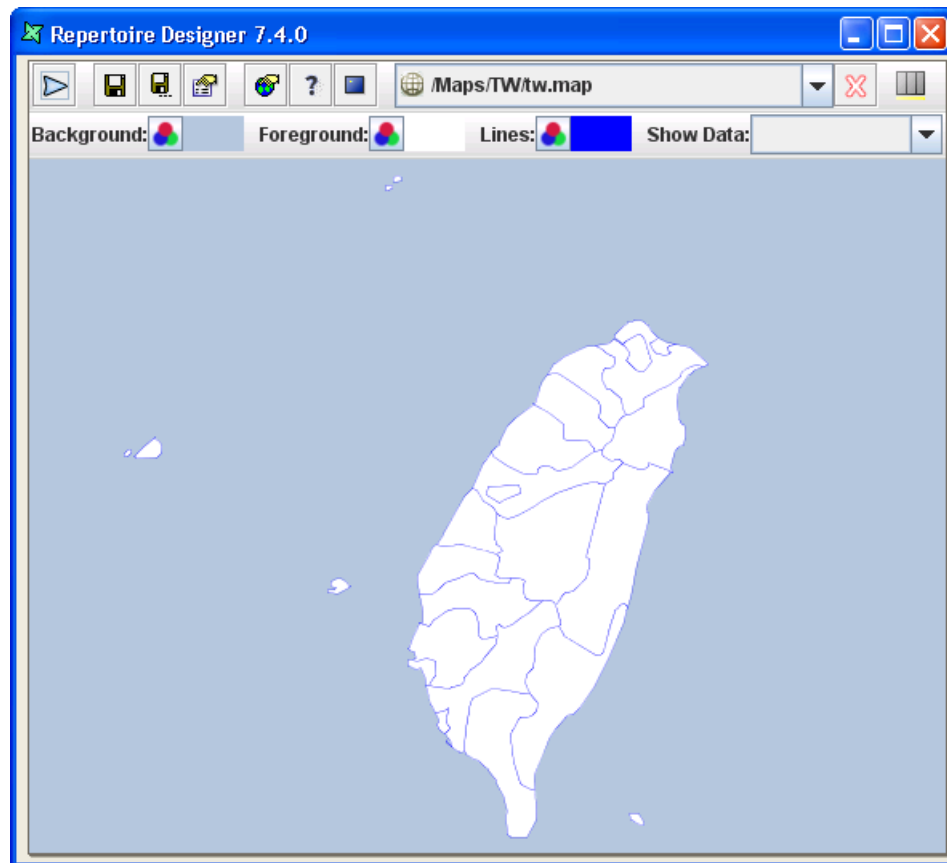 Repertoire Designer 7.4.0
? /Maps/TW/tw.map
Background: Foreground: Lines: Show Data: